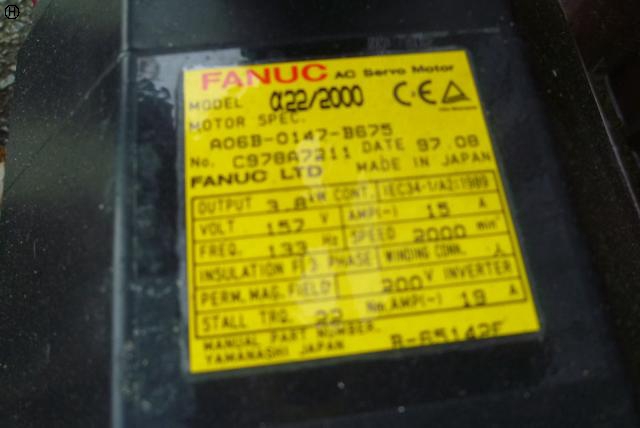 FANUC AC Servo Motor
MODEL α22/2000 CE
MOTOR SPEC.
A06B-0147-B675
No. C978A7211 DATE 97.08
FANUC LTD MADE IN JAPAN
OUTPUT 3.8 kW CONT. IEC34-1/A2:1989
VOLT 157 V AMP(~) 15 A
FREQ. 133 Hz SPEED 2000 min⁻¹
INSULATION F 3 PHASE WINDING CONN.
PERM. MAG. FIELD 200 V INVERTER
STALL TRQ. 22 Nm AMP(~) 19 A
MANUAL PART NUMBER. B-65142E
YAMANASHI JAPAN